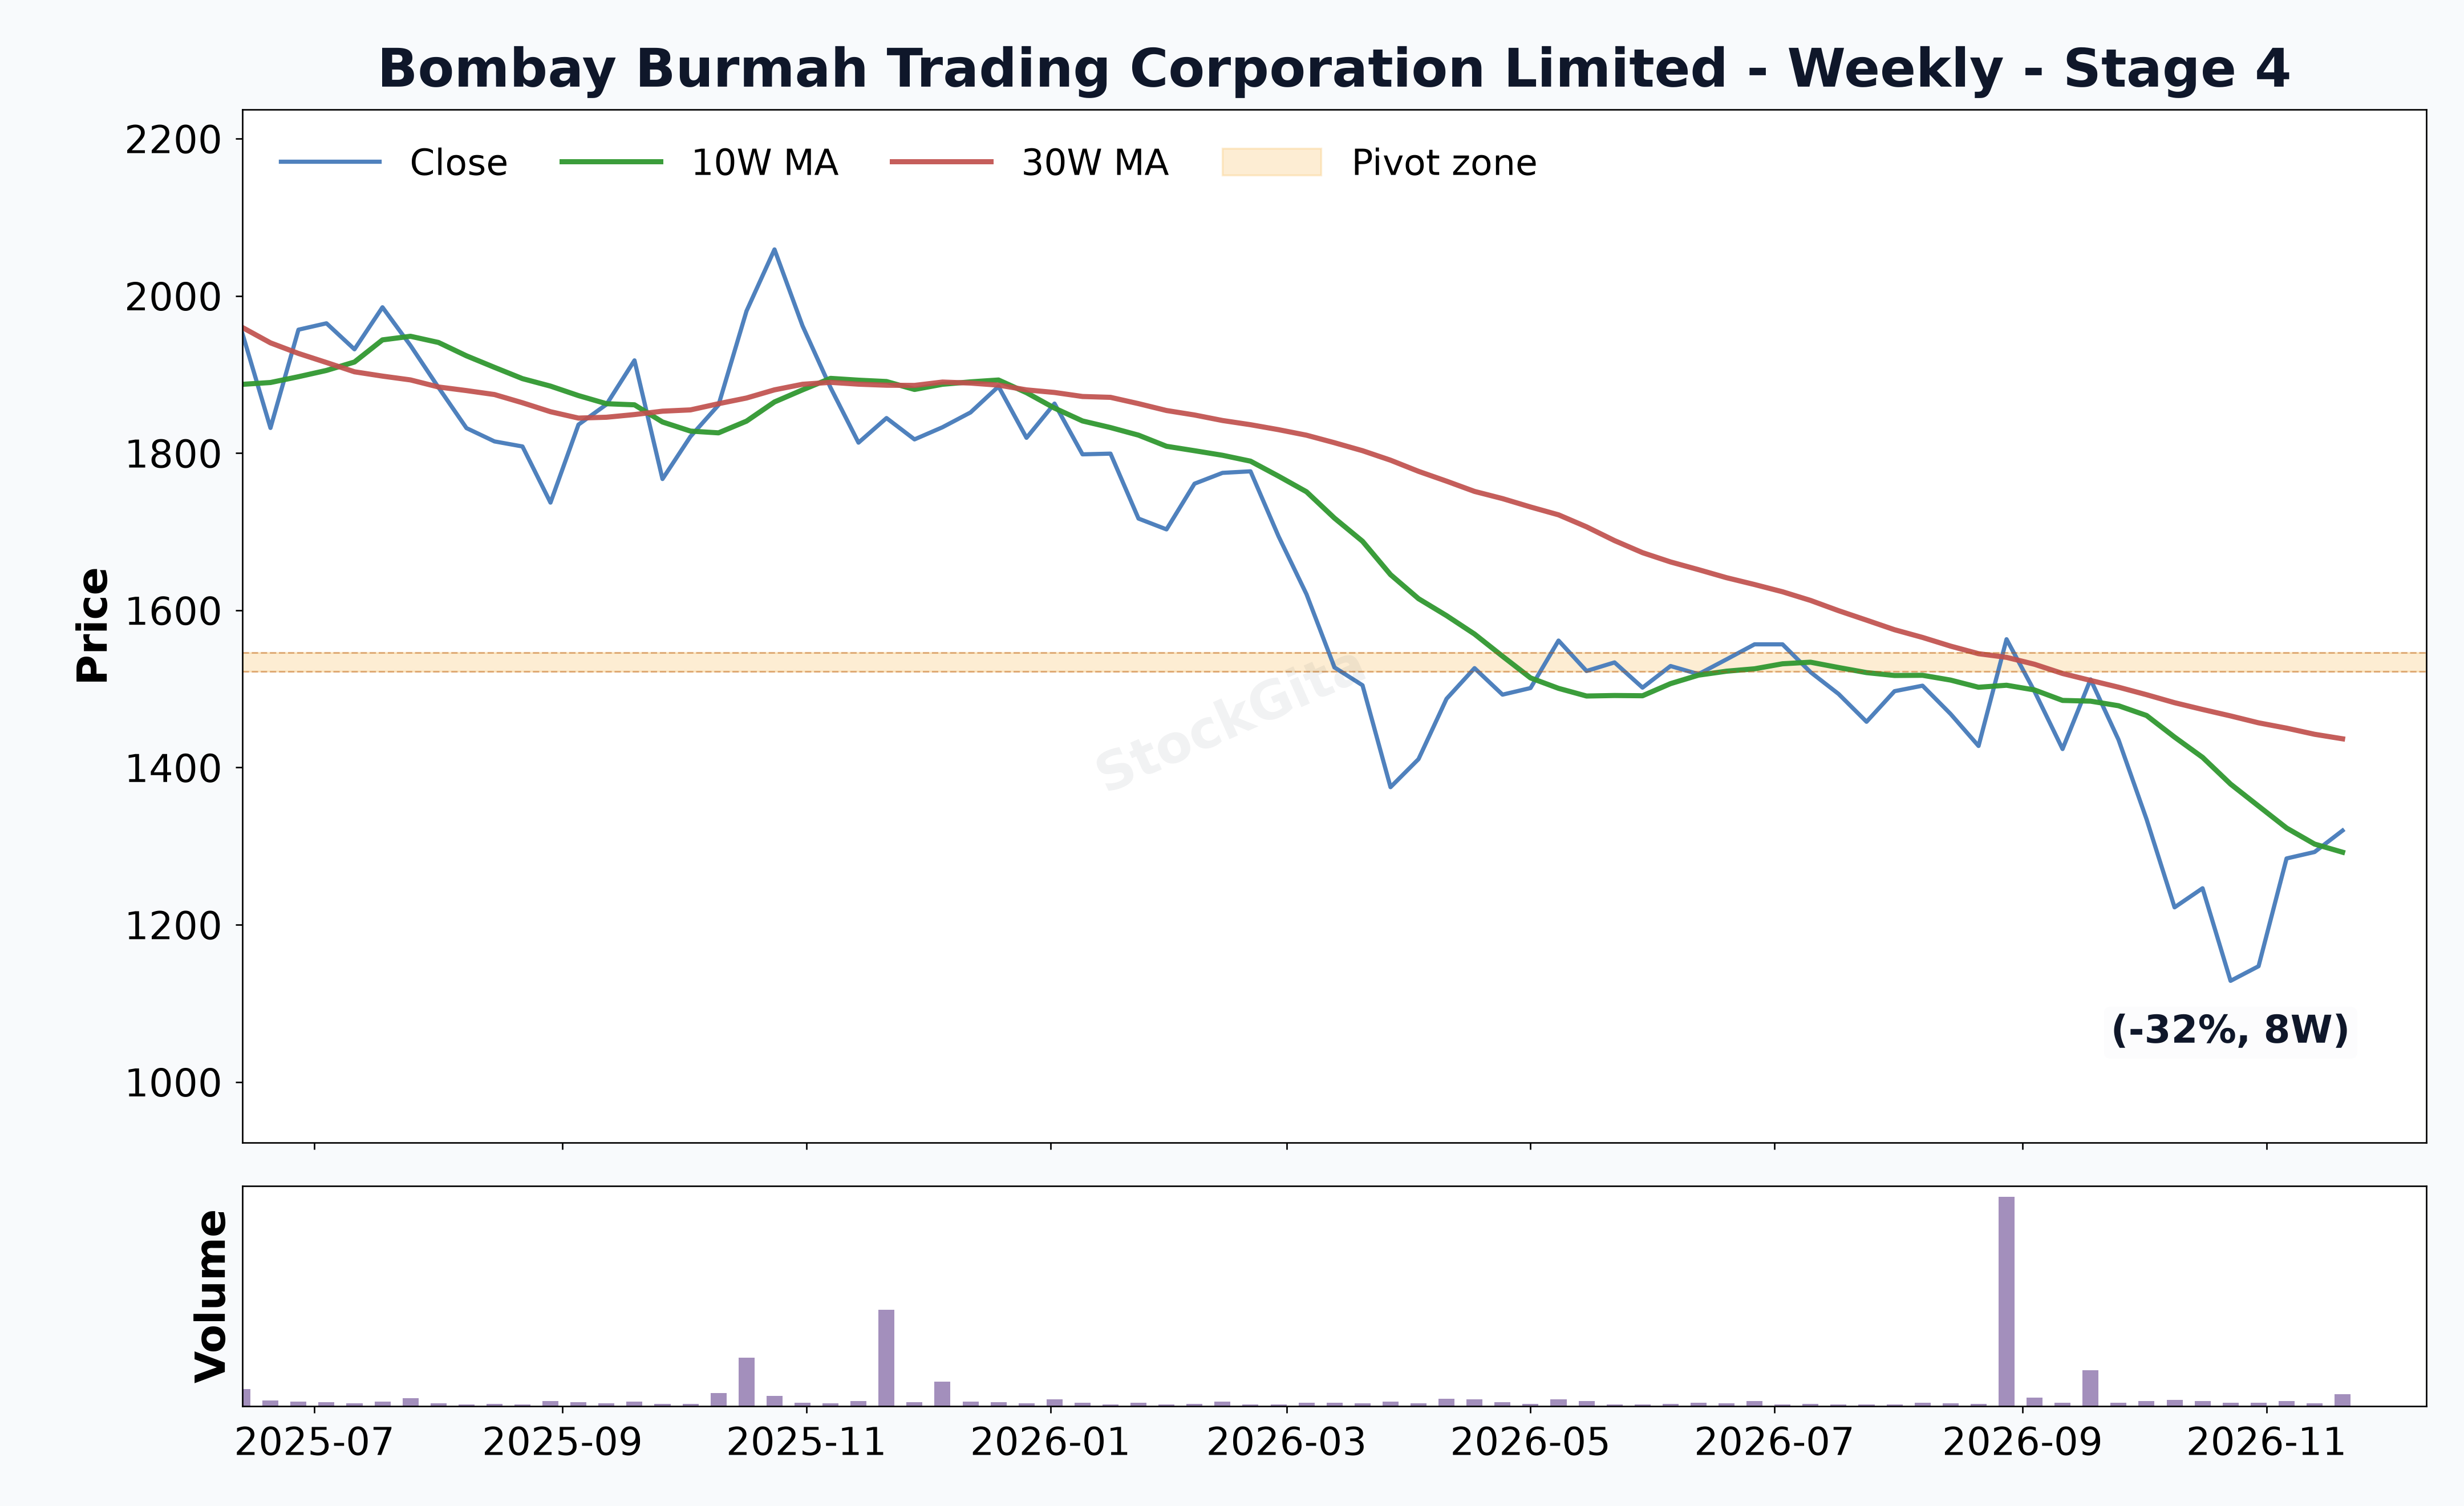 Bombay Burmah Trading Corporation Limited - Weekly - Stage 4
Close 10W MA 30W MA Pivot zone
Price
2200
2000
1800
1600
1400
1200
1000
StockGita
(-32%, 8W)
Volume
2025-07 2025-09 2025-11 2026-01 2026-03 2026-05 2026-07 2026-09 2026-11